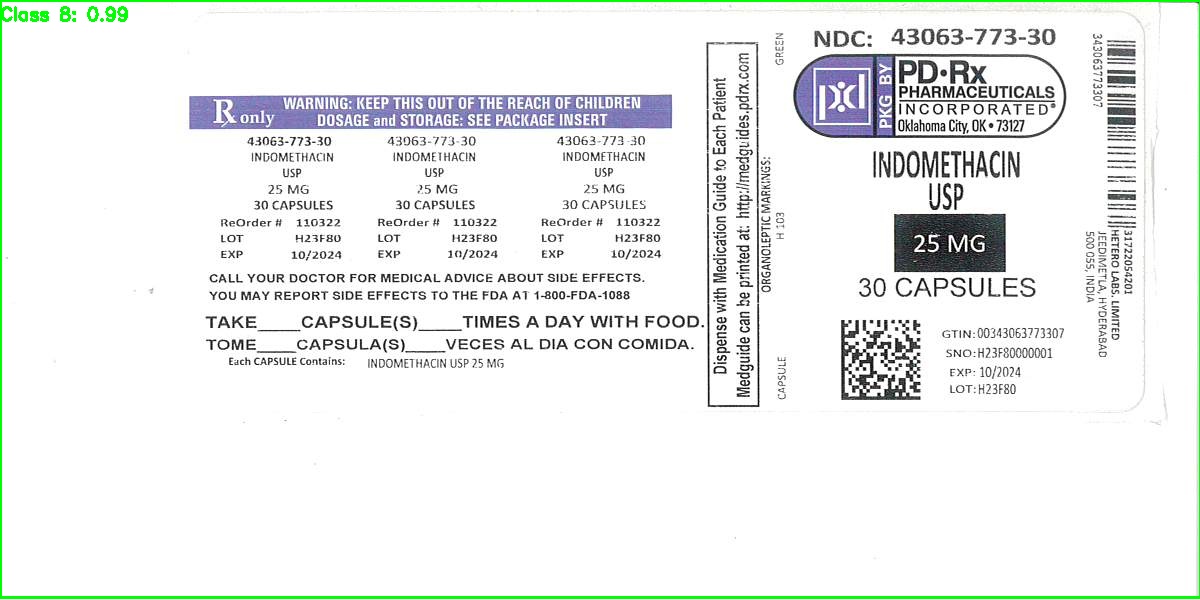 Class 8: 0.99
Rx only
WARNING: KEEP THIS OUT OF THE REACH OF CHILDREN
DOSAGE and STORAGE: SEE PACKAGE INSERT
43063-773-30 43063-773-30 43063-773-30
INDOMETHACIN INDOMETHACIN INDOMETHACIN
USP USP USP
25 MG 25 MG 25 MG
30 CAPSULES 30 CAPSULES 30 CAPSULES
ReOrder # 110322 ReOrder # 110322 ReOrder # 110322
LOT H23F80 LOT H23F80 LOT H23F80
EXP 10/2024 EXP 10/2024 EXP 10/2024
CALL YOUR DOCTOR FOR MEDICAL ADVICE ABOUT SIDE EFFECTS.
YOU MAY REPORT SIDE EFFECTS TO THE FDA AT 1-800-FDA-1088
TAKE____CAPSULE(S)____TIMES A DAY WITH FOOD.
TOME____CAPSULA(S)____VECES AL DIA CON COMIDA.
Each CAPSULE Contains: INDOMETHACIN USP 25 MG
Dispense with Medication Guide to Each Patient
Medguide can be printed at: http://medguides.pdrx.com
ORGANOLEPTIC MARKINGS:
CAPSULE H 103 GREEN
NDC: 43063-773-30
PKG BY
PD•Rx
PHARMACEUTICALS
INCORPORATED®
Oklahoma City, OK • 73127
INDOMETHACIN
USP
25 MG
30 CAPSULES
GTIN: 00343063773307
SNO: H23F80000001
EXP: 10/2024
LOT: H23F80
343063773307
31722054201
HETERO LABS, LIMITED
JEEDIMETLA, HYDERABAD
500 055, INDIA